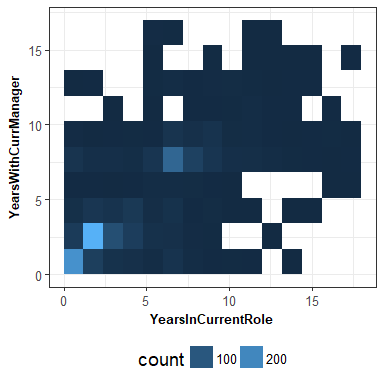 15
10
5
0
YearsWithCurrManager
0 5 10 15
YearsInCurrentRole
count 100 200